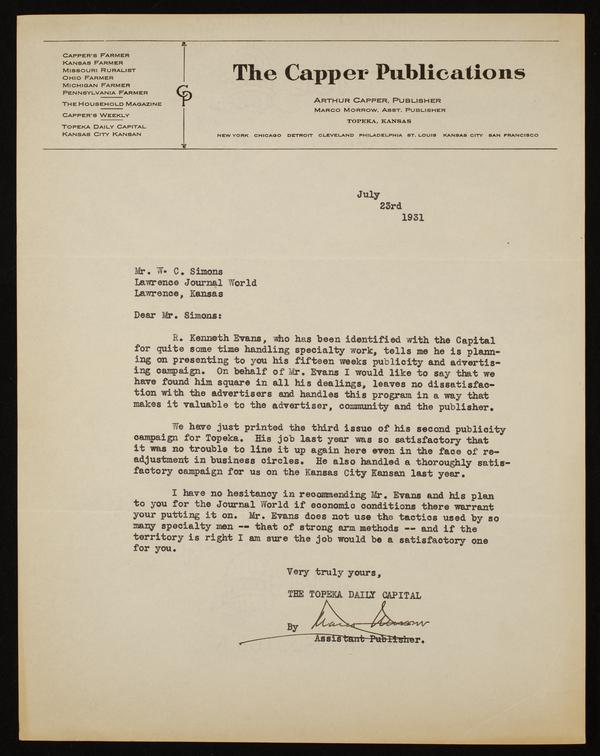 CAPPER'S FARMER
KANSAS FARMER
MISSOURI RURALIST
OHIO FARMER
MICHIGAN FARMER
PENNSYLVANIA FARMER
THE HOUSEHOLD MAGAZINE
CAPPER'S WEEKLY
TOPEKA DAILY CAPITAL
KANSAS CITY KANSAN
CP
The Capper Publications
ARTHUR CAPPER, PUBLISHER
MARCO MORROW, ASST. PUBLISHER
TOPEKA, KANSAS
NEW YORK CHICAGO DETROIT CLEVELAND PHILADELPHIA ST. LOUIS KANSAS CITY SAN FRANCISCO
July
23rd
1931
Mr. W. C. Simons
Lawrence Journal World
Lawrence, Kansas
Dear Mr. Simons:
R. Kenneth Evans, who has been identified with the Capital
for quite some time handling specialty work, tells me he is plann-
ing on presenting to you his fifteen weeks publicity and advertis-
ing campaign. On behalf of Mr. Evans I would like to say that we
have found him square in all his dealings, leaves no dissatisfac-
tion with the advertisers and handles this program in a way that
makes it valuable to the advertiser, community and the publisher.
We have just printed the third issue of his second publicity
campaign for Topeka. His job last year was so satisfactory that
it was no trouble to line it up again here even in the face of re-
adjustment in business circles. He also handled a thoroughly satis-
factory campaign for us on the Kansas City Kansan last year.
I have no hesitancy in recommending Mr. Evans and his plan
to you for the Journal World if economic conditions there warrant
your putting it on. Mr. Evans does not use the tactics used by so
many specialty men -- that of strong arm methods -- and if the
territory is right I am sure the job would be a satisfactory one
for you.
Very truly yours,
THE TOPEKA DAILY CAPITAL
By Marco Morrow
Assistant Publisher.